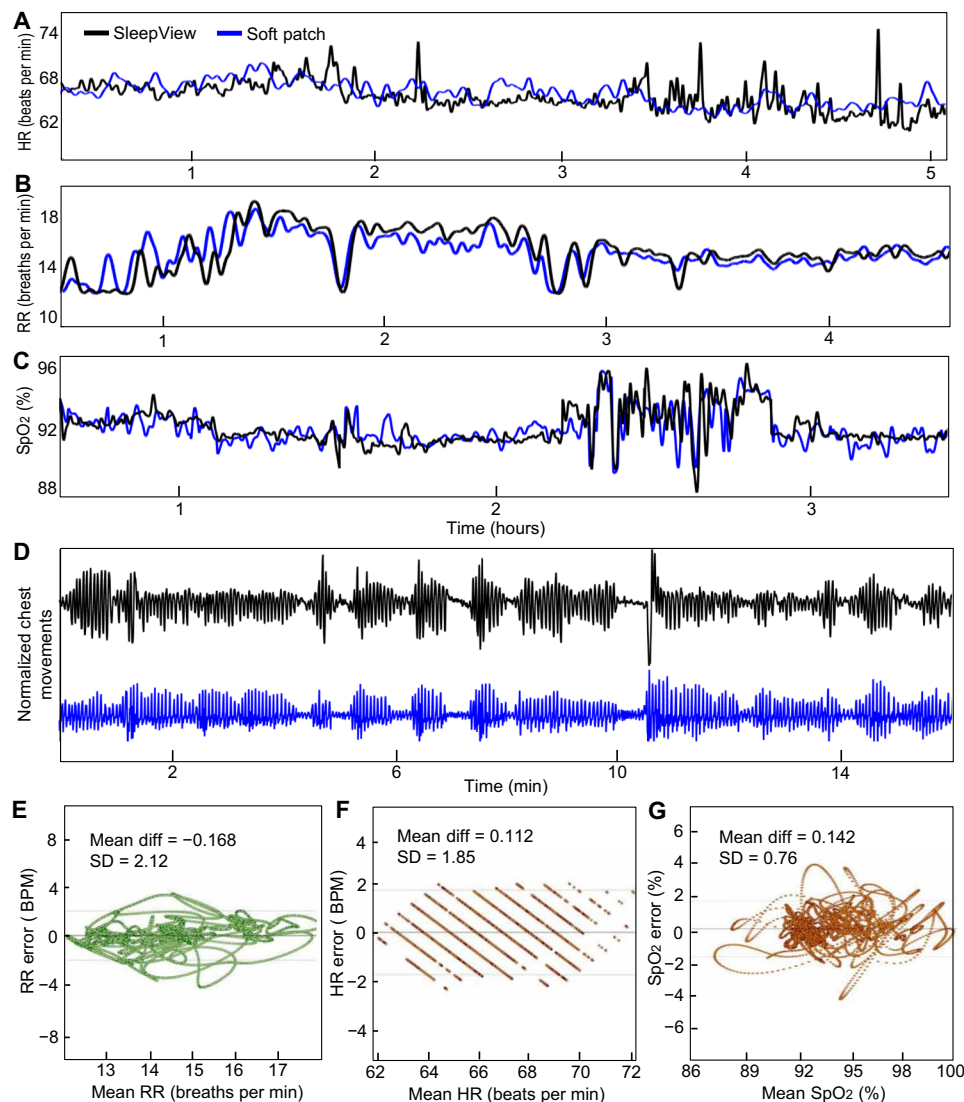 A
HR (beats per min)
74
68
62
SleepView
Soft patch
1
2
3
4
5
B
RR (breaths per min)
18
14
10
1
2
3
4
C
SpO2 (%)
96
92
88
1
2
3
Time (hours)
D
Normalized chest
movements
2
6
10
14
Time (min)
E
RR error ( BPM)
8
4
0
−4
−8
Mean diff = −0.168
SD = 2.12
13
14
15
16
17
Mean RR (breaths per min)
F
HR error ( BPM)
4
2
0
−2
−4
Mean diff = 0.112
SD = 1.85
62
64
66
68
70
72
Mean HR (beats per min)
G
SpO2 error (%)
6
4
2
0
−2
−4
−6
Mean diff = 0.142
SD = 0.76
86
89
92
95
98
100
Mean SpO2 (%)